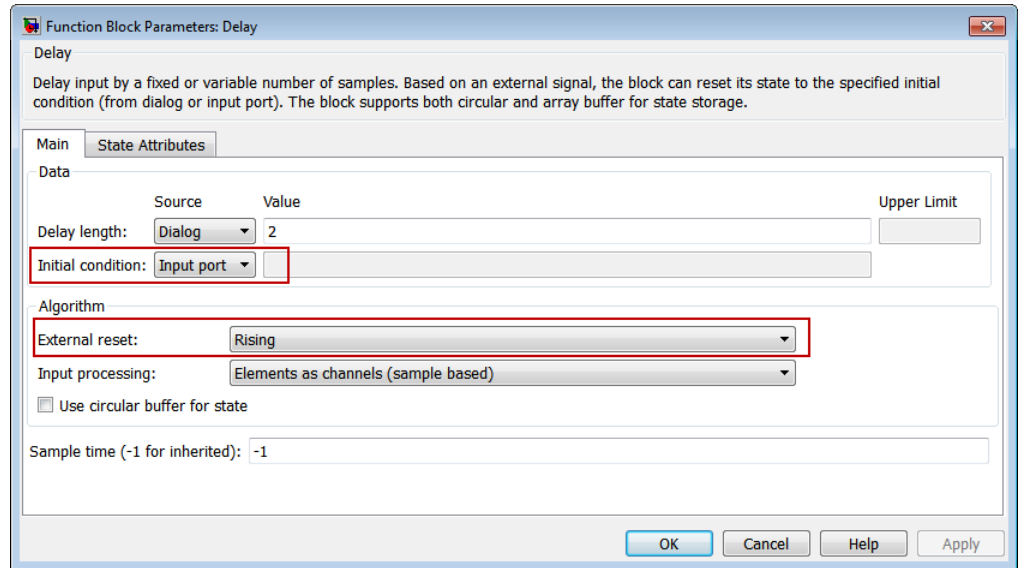 Function Block Parameters: Delay
Delay
Delay input by a fixed or variable number of samples. Based on an external signal, the block can reset its state to the specified initial
condition (from dialog or input port). The block supports both circular and array buffer for state storage.
Main State Attributes
Data
Source Value Upper Limit
Delay length: Dialog 2
Initial condition: Input port
Algorithm
External reset: Rising
Input processing: Elements as channels (sample based)
Use circular buffer for state
Sample time (-1 for inherited): -1
OK Cancel Help Apply